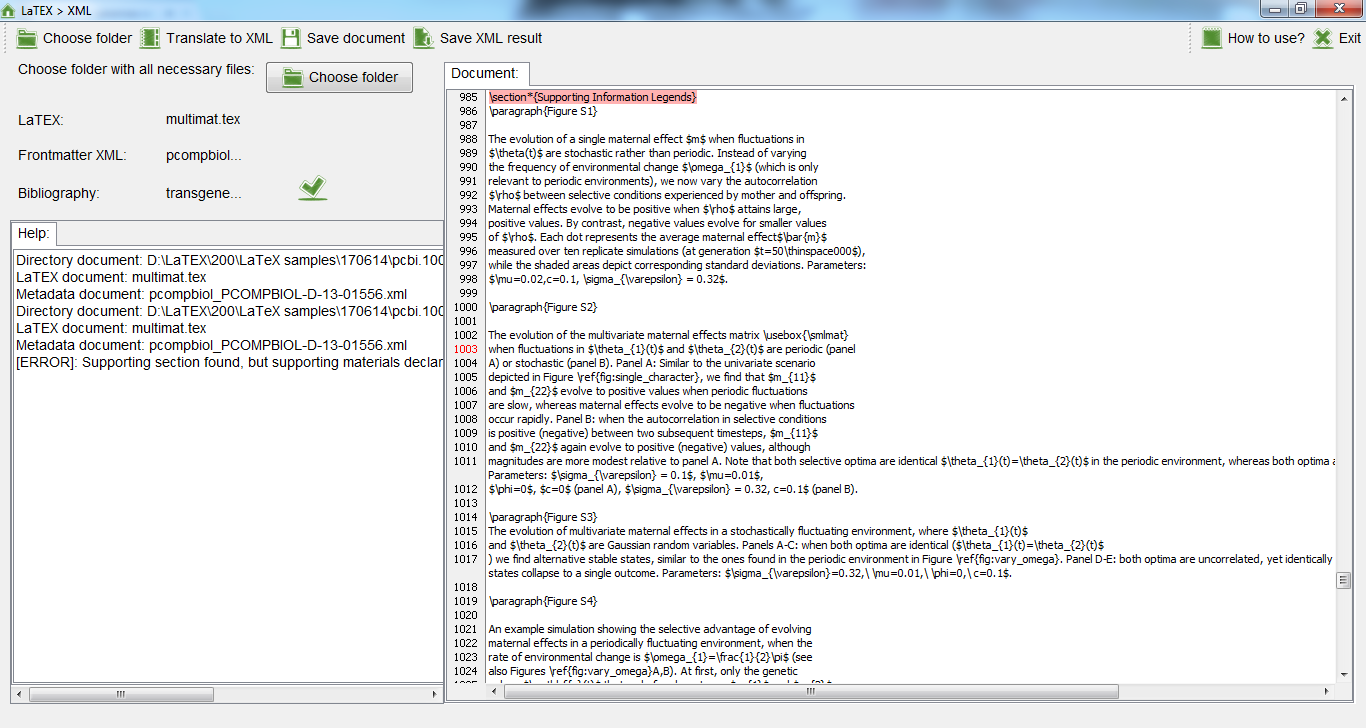 LaTEX > XML
Choose folder Translate to XML Save document Save XML result How to use? Exit
Choose folder with all necessary files: Choose folder
LaTEX: multimat.tex
Frontmatter XML: pcompbiol...
Bibliography: transgene...
Help:
Directory document: D:\LaTEX\200\LaTeX samples\170614\pcbi.100
LaTEX document: multimat.tex
Metadata document: pcompbiol_PCOMPBIOL-D-13-01556.xml
Directory document: D:\LaTEX\200\LaTeX samples\170614\pcbi.100
LaTEX document: multimat.tex
Metadata document: pcompbiol_PCOMPBIOL-D-13-01556.xml
[ERROR]: Supporting section found, but supporting materials declar
Document:
985 \section*{Supporting Information Legends}
986 \paragraph{Figure S1}
987
988 The evolution of a single maternal effect $m$ when fluctuations in
989 $\theta(t)$ are stochastic rather than periodic. Instead of varying
990 the frequency of environmental change $\omega_{1}$ (which is only
991 relevant to periodic environments), we now vary the autocorrelation
992 $\rho$ between selective conditions experienced by mother and offspring.
993 Maternal effects evolve to be positive when $\rho$ attains large,
994 positive values. By contrast, negative values evolve for smaller values
995 of $\rho$. Each dot represents the average maternal effect$\bar{m}$
996 measured over ten replicate simulations (at generation $t=50\thinspace000$),
997 while the shaded areas depict corresponding standard deviations. Parameters:
998 $\mu=0.02,c=0.1, \sigma_{\varepsilon} = 0.32$.
999
1000 \paragraph{Figure S2}
1001
1002 The evolution of the multivariate maternal effects matrix \usebox{\smlmat}
1003 when fluctuations in $\theta_{1}(t)$ and $\theta_{2}(t)$ are periodic (panel
1004 A) or stochastic (panel B). Panel A: Similar to the univariate scenario
1005 depicted in Figure \ref{fig:single_character}, we find that $m_{11}$
1006 and $m_{22}$ evolve to positive values when periodic fluctuations
1007 are slow, whereas maternal effects evolve to be negative when fluctuations
1008 occur rapidly. Panel B: when the autocorrelation in selective conditions
1009 is positive (negative) between two subsequent timesteps, $m_{11}$
1010 and $m_{22}$ again evolve to positive (negative) values, although
1011 magnitudes are more modest relative to panel A. Note that both selective optima are identical $\theta_{1}(t)=\theta_{2}(t)$ in the periodic environment, whereas both optima a
Parameters: $\sigma_{\varepsilon} = 0.1$, $\mu=0.01$,
1012 $\phi=0$, $c=0$ (panel A), $\sigma_{\varepsilon} = 0.32, c=0.1$ (panel B).
1013
1014 \paragraph{Figure S3}
1015 The evolution of multivariate maternal effects in a stochastically fluctuating environment, where $\theta_{1}(t)$
1016 and $\theta_{2}(t)$ are Gaussian random variables. Panels A-C: when both optima are identical ($\theta_{1}(t)=\theta_{2}(t)$
1017 ) we find alternative stable states, similar to the ones found in the periodic environment in Figure \ref{fig:vary_omega}. Panel D-E: both optima are uncorrelated, yet identically
states collapse to a single outcome. Parameters: $\sigma_{\varepsilon}=0.32,\ \mu=0.01,\ \phi=0,\ c=0.1$.
1018
1019 \paragraph{Figure S4}
1020
1021 An example simulation showing the selective advantage of evolving
1022 maternal effects in a periodically fluctuating environment, when the
1023 rate of environmental change is $\omega_{1}=\frac{1}{2}\pi$ (see
1024 also Figures \ref{fig:vary_omega}A,B). At first, only the genetic